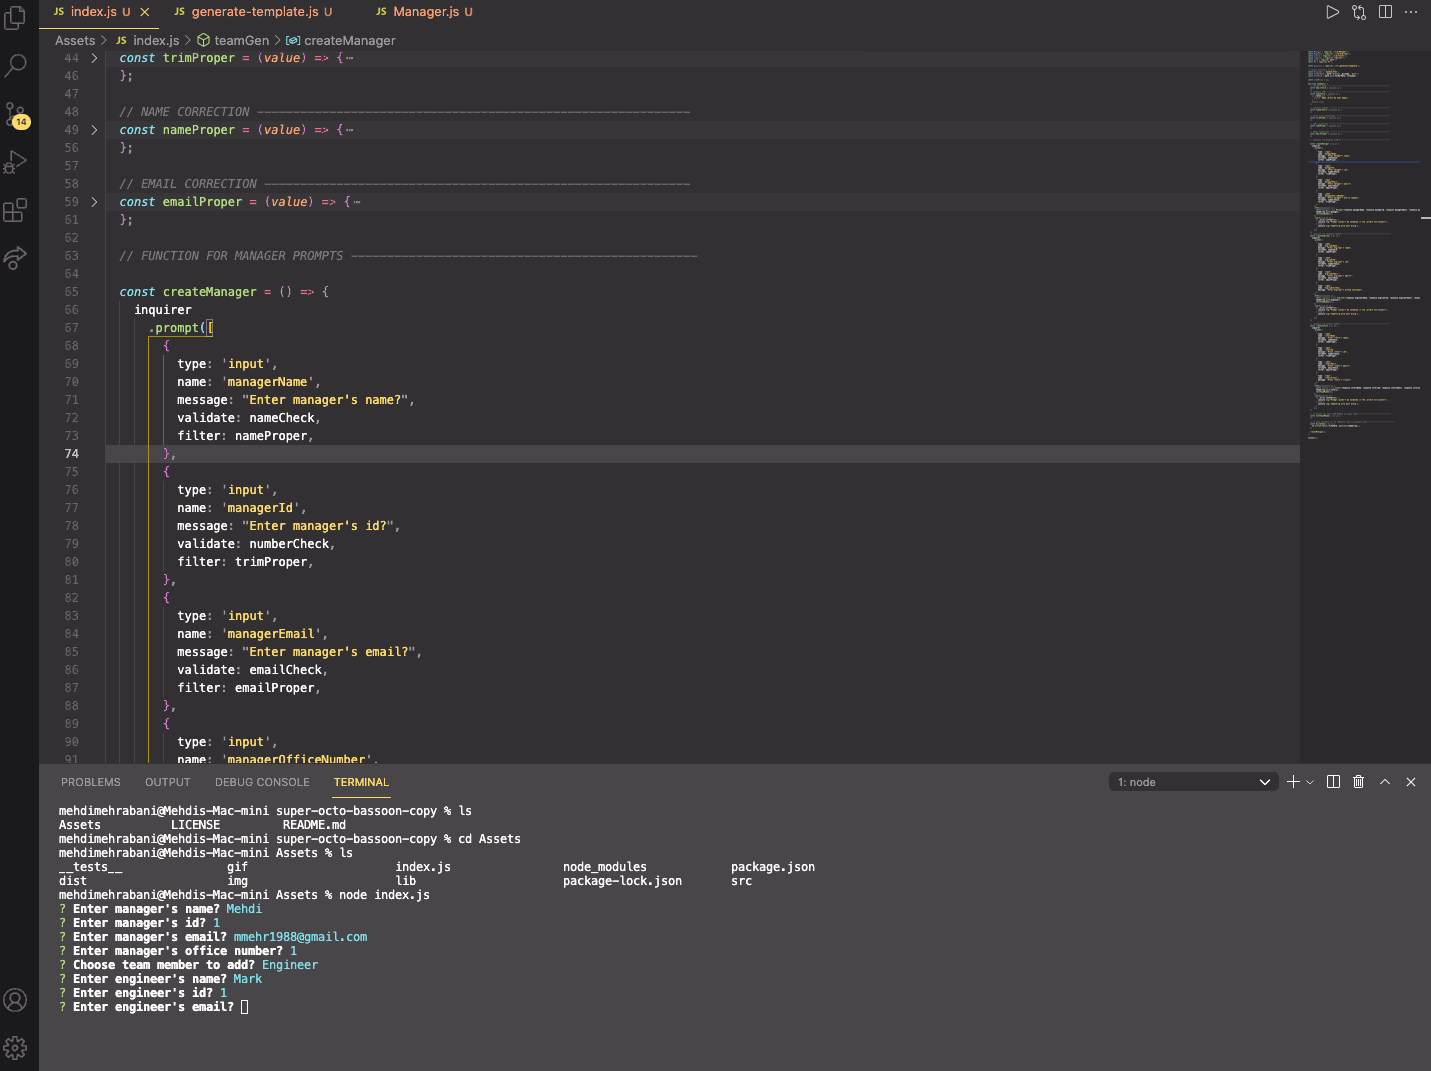 JS index.js U ×
JS generate-template.js U
JS Manager.js U
Assets > JS index.js > teamGen > createManager
44 const trimProper = (value) => {⋯
46 };
47
48 // NAME CORRECTION ------------------------------------------------------------
49 const nameProper = (value) => {⋯
56 };
57
58 // EMAIL CORRECTION -----------------------------------------------------------
59 const emailProper = (value) => {⋯
61 };
62
63 // FUNCTION FOR MANAGER PROMPTS ------------------------------------------------
64
65 const createManager = () => {
66 inquirer
67 .prompt([
68 {
69 type: 'input',
70 name: 'managerName',
71 message: "Enter manager's name?",
72 validate: nameCheck,
73 filter: nameProper,
74 },
75 {
76 type: 'input',
77 name: 'managerId',
78 message: "Enter manager's id?",
79 validate: numberCheck,
80 filter: trimProper,
81 },
82 {
83 type: 'input',
84 name: 'managerEmail',
85 message: "Enter manager's email?",
86 validate: emailCheck,
87 filter: emailProper,
88 },
89 {
90 type: 'input',
91 name: 'managerOfficeNumber',
14
PROBLEMS OUTPUT DEBUG CONSOLE TERMINAL 1: node
mehdimehrabani@Mehdis-Mac-mini super-octo-bassoon-copy % ls
Assets LICENSE README.md
mehdimehrabani@Mehdis-Mac-mini super-octo-bassoon-copy % cd Assets
mehdimehrabani@Mehdis-Mac-mini Assets % ls
__tests__ gif index.js node_modules package.json
dist img lib package-lock.json src
mehdimehrabani@Mehdis-Mac-mini Assets % node index.js
? Enter manager's name? Mehdi
? Enter manager's id? 1
? Enter manager's email? mmehr1988@gmail.com
? Enter manager's office number? 1
? Choose team member to add? Engineer
? Enter engineer's name? Mark
? Enter engineer's id? 1
? Enter engineer's email?